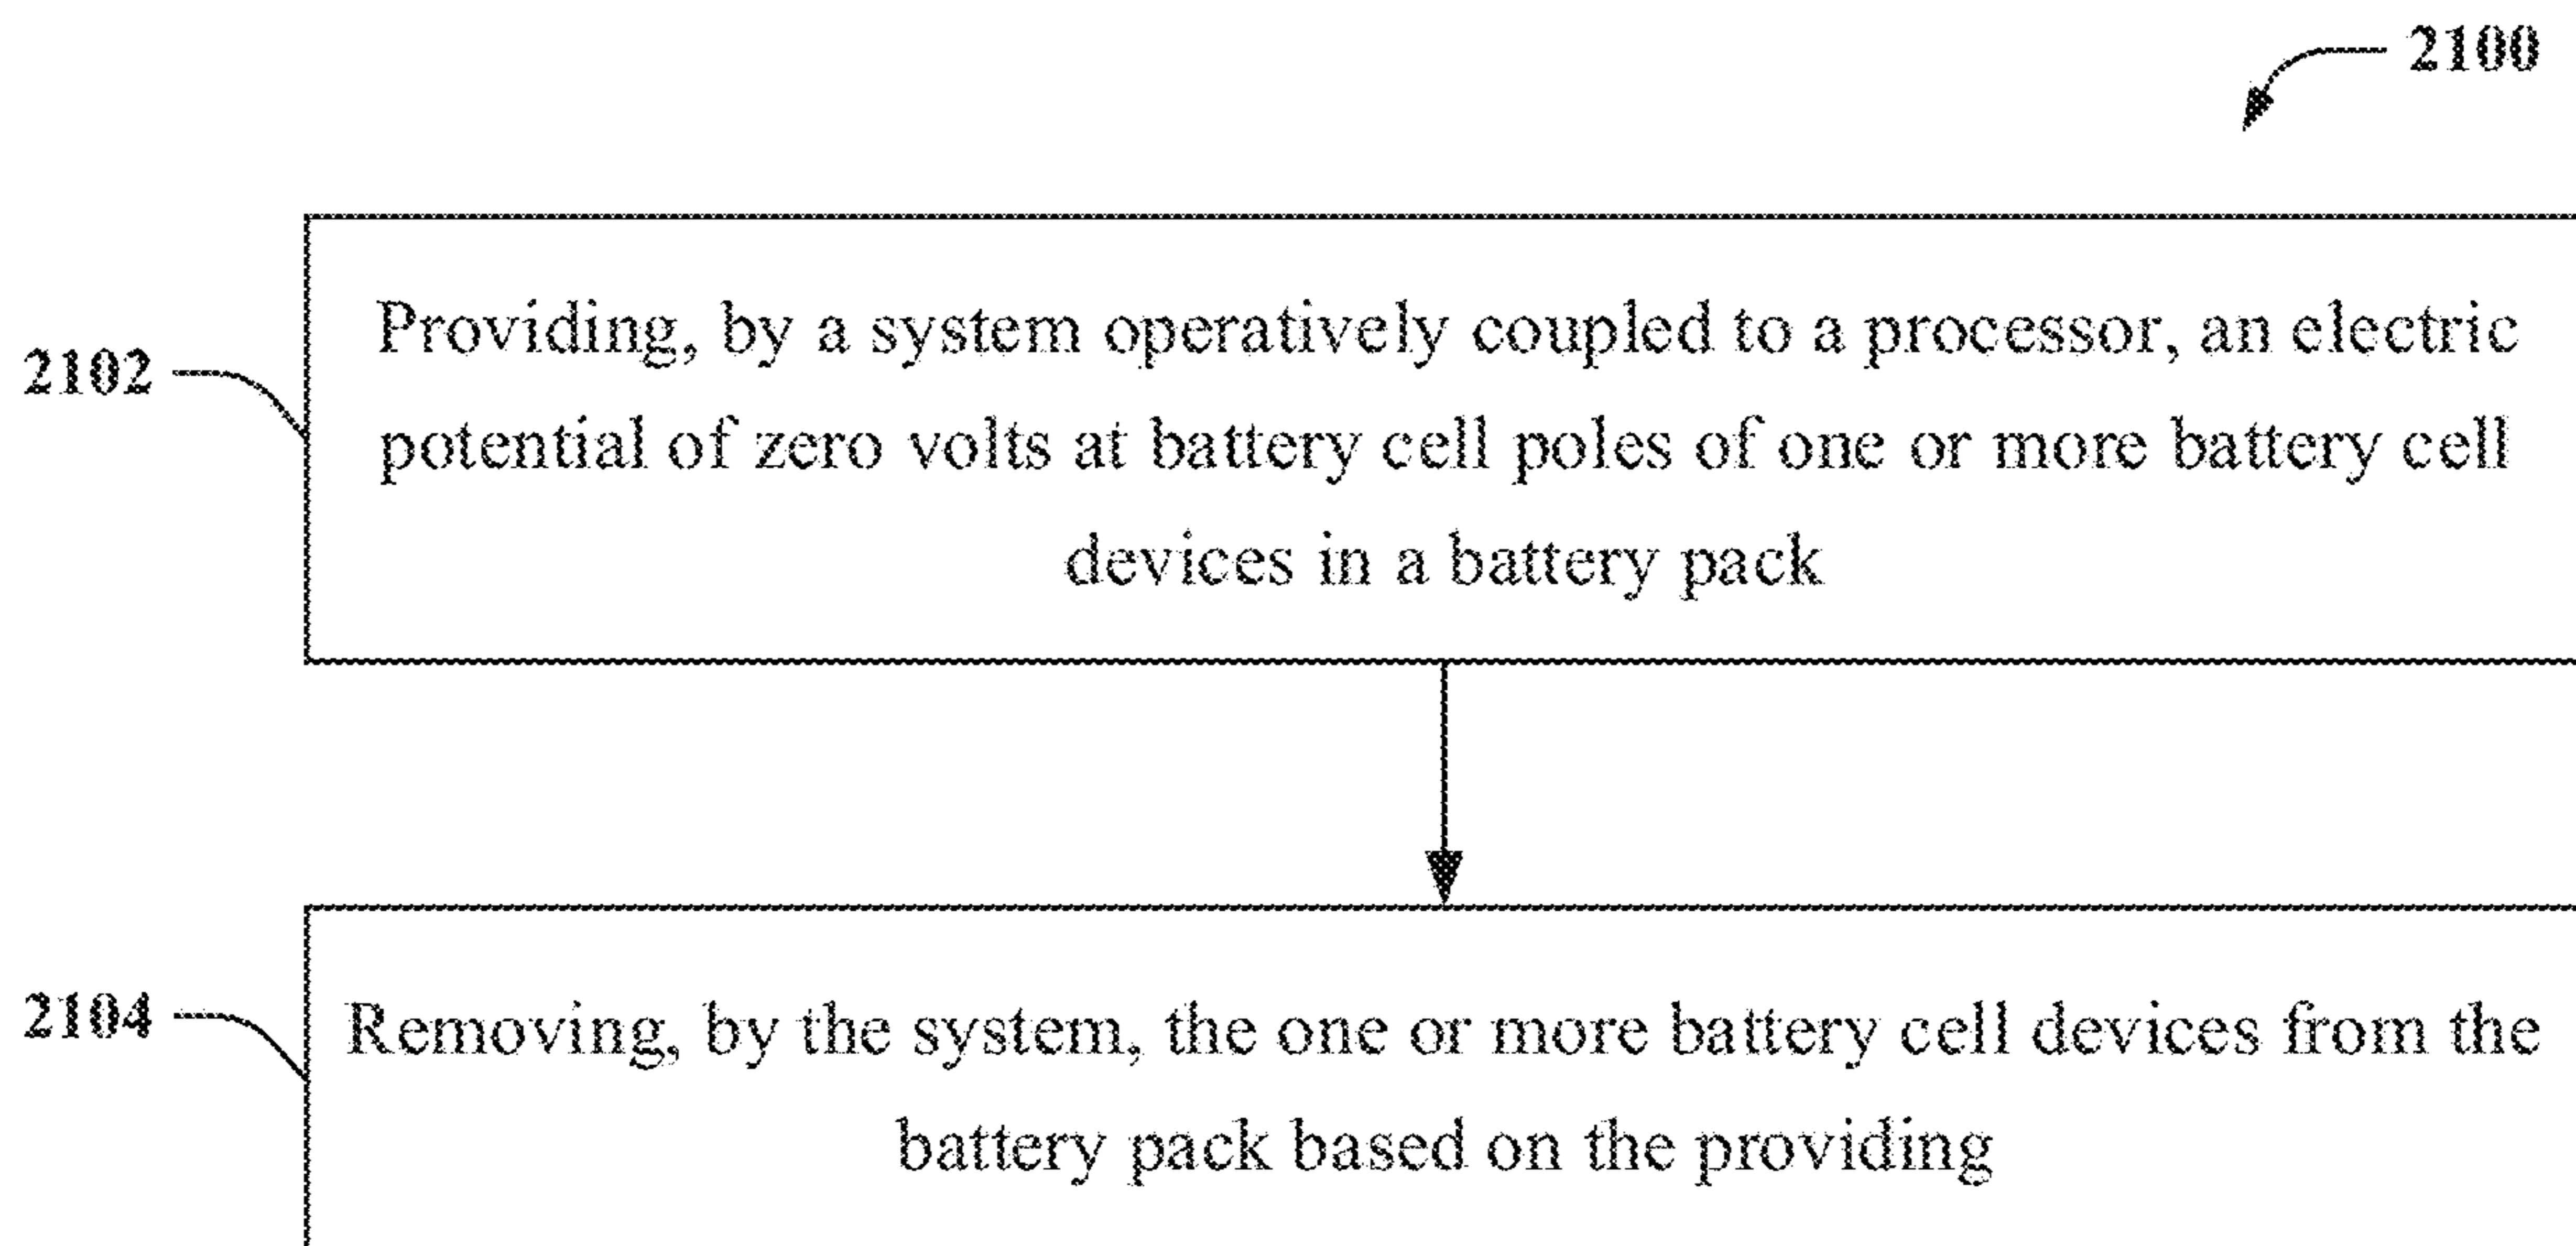 2100
2102
Providing, by a system operatively coupled to a processor, an electric
potential of zero volts at battery cell poles of one or more battery cell
devices in a battery pack
2104
Removing, by the system, the one or more battery cell devices from the
battery pack based on the providing